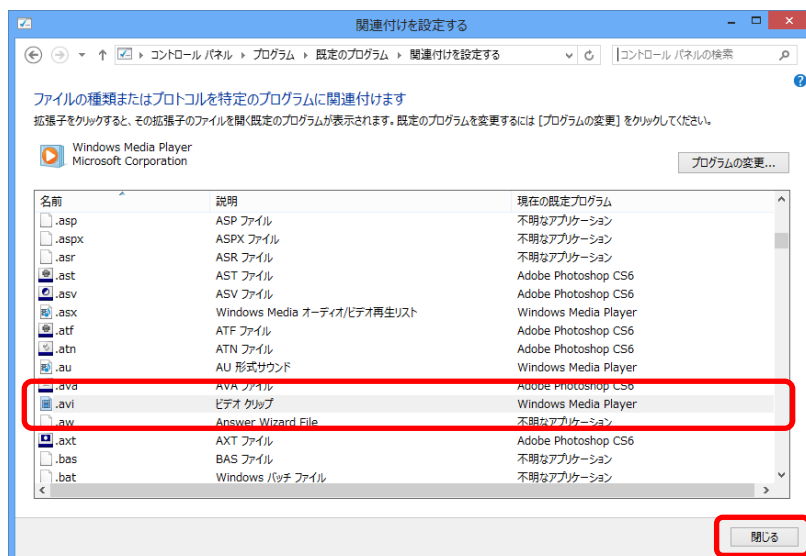 関連付けを設定する
コントロール パネル ▸ プログラム ▸ 既定のプログラム ▸ 関連付けを設定する
コントロール パネルの検索
ファイルの種類またはプロトコルを特定のプログラムに関連付けます
拡張子をクリックすると、その拡張子のファイルを開く既定のプログラムが表示されます。既定のプログラムを変更するには [プログラムの変更] をクリックしてください。
Windows Media Player
Microsoft Corporation
プログラムの変更...
名前 説明 現在の既定プログラム
.asp ASP ファイル 不明なアプリケーション
.aspx ASPX ファイル 不明なアプリケーション
.asr ASR ファイル 不明なアプリケーション
.ast AST ファイル Adobe Photoshop CS6
.asv ASV ファイル Adobe Photoshop CS6
.asx Windows Media オーディオ/ビデオ再生リスト Windows Media Player
.atf ATF ファイル Adobe Photoshop CS6
.atn ATN ファイル Adobe Photoshop CS6
.au AU 形式サウンド Windows Media Player
.ava AVA ファイル Adobe Photoshop CS6
.avi ビデオ クリップ Windows Media Player
.aw Answer Wizard File 不明なアプリケーション
.axt AXT ファイル Adobe Photoshop CS6
.bas BAS ファイル 不明なアプリケーション
.bat Windows バッチ ファイル 不明なアプリケーション
閉じる